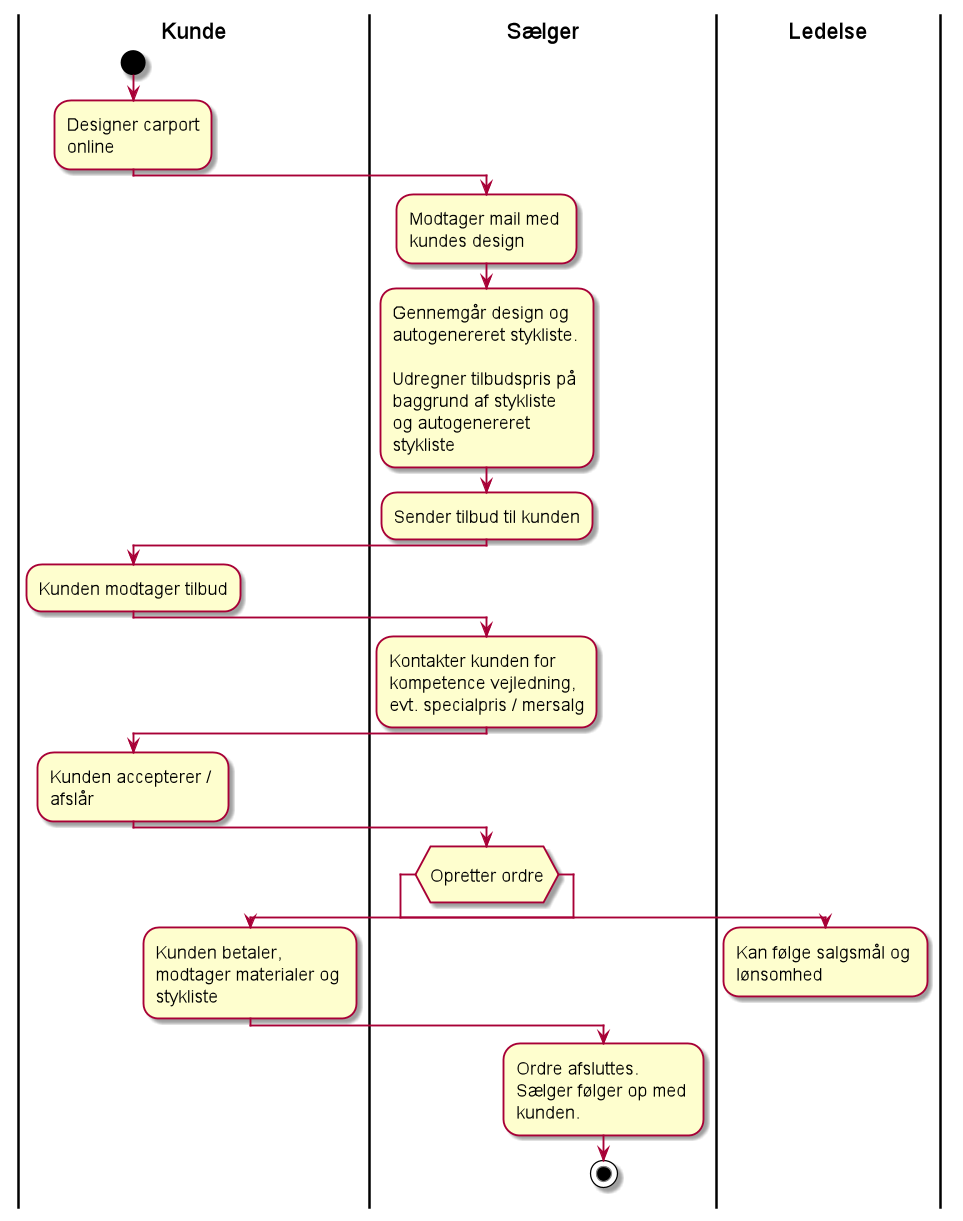 Kunde
Sælger
Ledelse
Designer carport
online
Modtager mail med
kundes design
Gennemgår design og
autogenereret stykliste.
Udregner tilbudspris på
baggrund af stykliste
og autogenereret
stykliste
Sender tilbud til kunden
Kunden modtager tilbud
Kontakter kunden for
kompetence vejledning,
evt. specialpris / mersalg
Kunden accepterer /
afslår
Opretter ordre
Kunden betaler,
modtager materialer og
stykliste
Kan følge salgsmål og
lønsomhed
Ordre afsluttes.
Sælger følger op med
kunden.